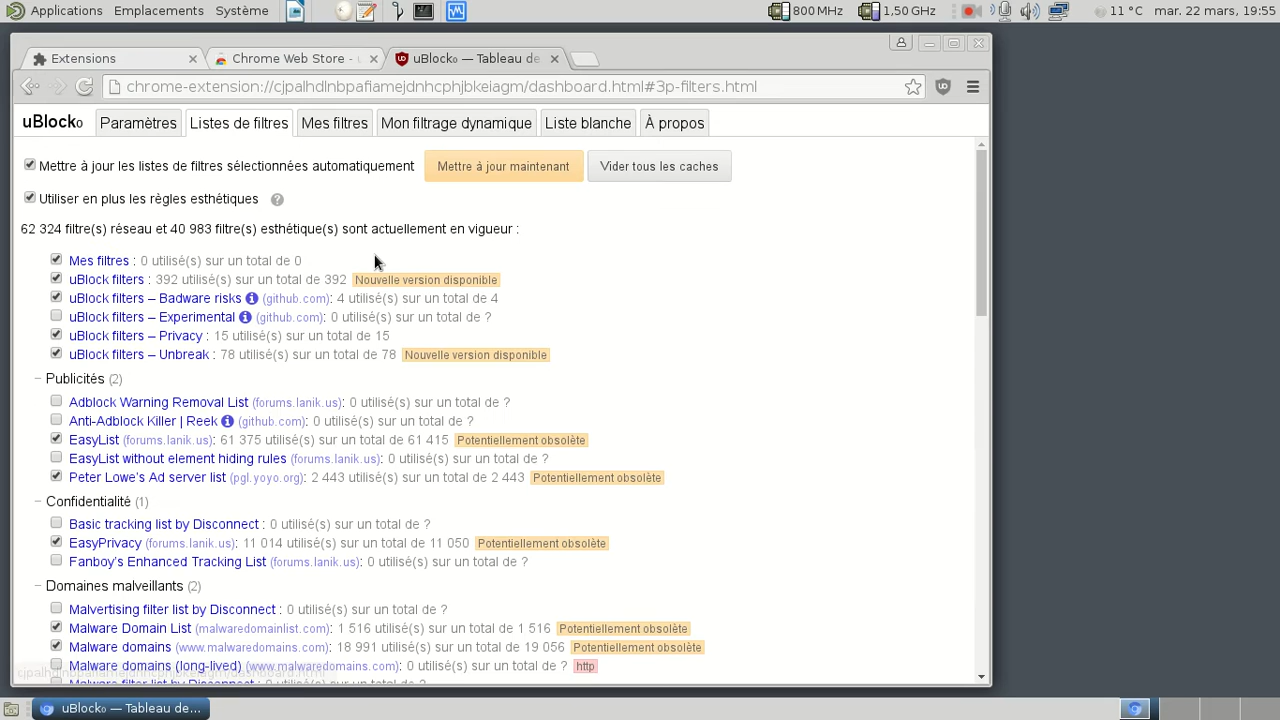 Applications Emplacements Système 800 MHz 1,50 GHz 11 °C mar. 22 mars, 19:55
Extensions Chrome Web Store - uBlock₀ — Tableau de
chrome-extension://cjpalhdlnbpafiamejdnhcphjbkeiagm/dashboard.html#3p-filters.html
uBlock₀ Paramètres Listes de filtres Mes filtres Mon filtrage dynamique Liste blanche À propos
Mettre à jour les listes de filtres sélectionnées automatiquement Mettre à jour maintenant Vider tous les caches
Utiliser en plus les règles esthétiques ?
62 324 filtre(s) réseau et 40 983 filtre(s) esthétique(s) sont actuellement en vigueur :
Mes filtres : 0 utilisé(s) sur un total de 0
uBlock filters : 392 utilisé(s) sur un total de 392 Nouvelle version disponible
uBlock filters – Badware risks (github.com): 4 utilisé(s) sur un total de 4
uBlock filters – Experimental (github.com): 0 utilisé(s) sur un total de ?
uBlock filters – Privacy : 15 utilisé(s) sur un total de 15
uBlock filters – Unbreak : 78 utilisé(s) sur un total de 78 Nouvelle version disponible
– Publicités (2)
Adblock Warning Removal List (forums.lanik.us): 0 utilisé(s) sur un total de ?
Anti-Adblock Killer | Reek (github.com): 0 utilisé(s) sur un total de ?
EasyList (forums.lanik.us): 61 375 utilisé(s) sur un total de 61 415 Potentiellement obsolète
EasyList without element hiding rules (forums.lanik.us): 0 utilisé(s) sur un total de ?
Peter Lowe's Ad server list (pgl.yoyo.org): 2 443 utilisé(s) sur un total de 2 443 Potentiellement obsolète
– Confidentialité (1)
Basic tracking list by Disconnect : 0 utilisé(s) sur un total de ?
EasyPrivacy (forums.lanik.us): 11 014 utilisé(s) sur un total de 11 050 Potentiellement obsolète
Fanboy's Enhanced Tracking List (forums.lanik.us): 0 utilisé(s) sur un total de ?
– Domaines malveillants (2)
Malvertising filter list by Disconnect : 0 utilisé(s) sur un total de ?
Malware Domain List (malwaredomainlist.com): 1 516 utilisé(s) sur un total de 1 516 Potentiellement obsolète
Malware domains (www.malwaredomains.com): 18 991 utilisé(s) sur un total de 19 056 Potentiellement obsolète
Malware domains (long-lived) (www.malwaredomains.com): 0 utilisé(s) sur un total de ? http
cjpalhdlnbpafiamejdnhcphjbkeiagm/dashboard.html
Malware filter list by Disconnect : 0 utilisé(s) sur un total de ?
uBlock₀ — Tableau de...